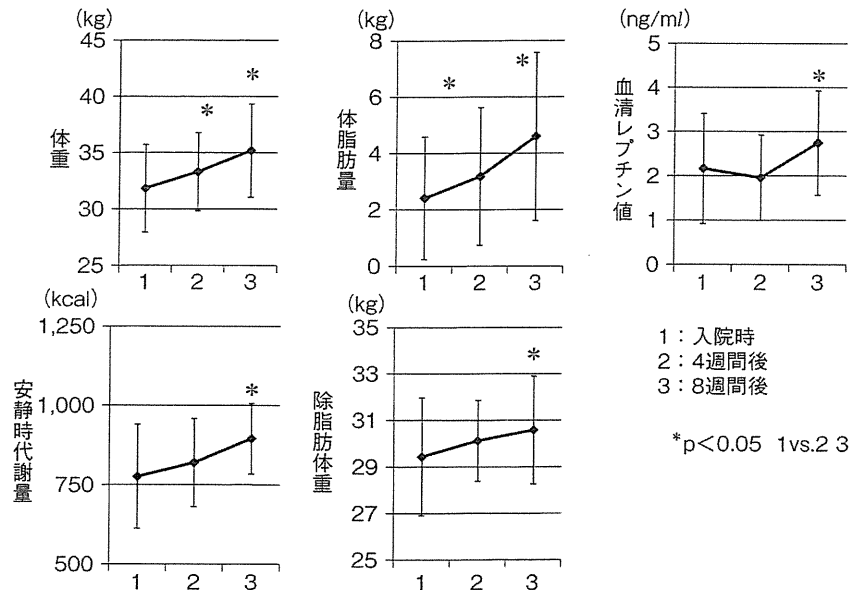 (kg)
45
40
35
30
25
体重
*
*
1 2 3
(kg)
8
6
4
2
0
体脂肪量
*
*
1 2 3
(ng/ml)
5
4
3
2
1
0
血清レプチン値
*
1 2 3
(kcal)
1,250
1,000
750
500
安静時代謝量
*
1 2 3
(kg)
35
33
31
29
27
25
除脂肪体重
*
1 2 3
1：入院時
2：4週間後
3：8週間後
*p＜0.05 1vs.2 3